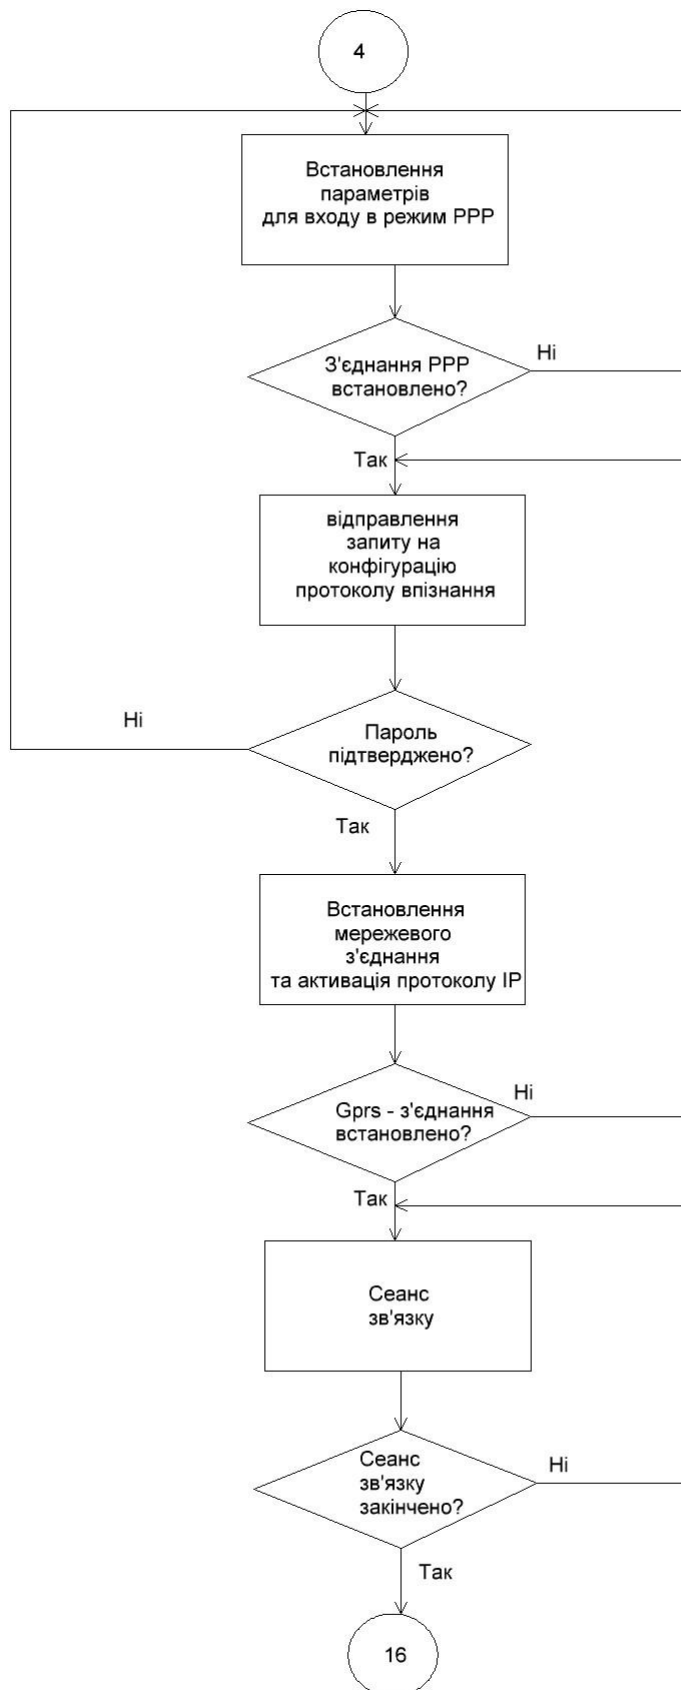 4
Встановлення
параметрів
для входу в режим PPP
З'єднання PPP
встановлено?
Ні
Так
відправлення
запиту на
конфігурацію
протоколу впізнання
Ні
Пароль
підтверджено?
Так
Встановлення
мережевого
з'єднання
та активація протоколу IP
Ні
Gprs - з'єднання
встановлено?
Так
Сеанс
зв'язку
Сеанс
зв'язку
закінчено?
Ні
Так
16